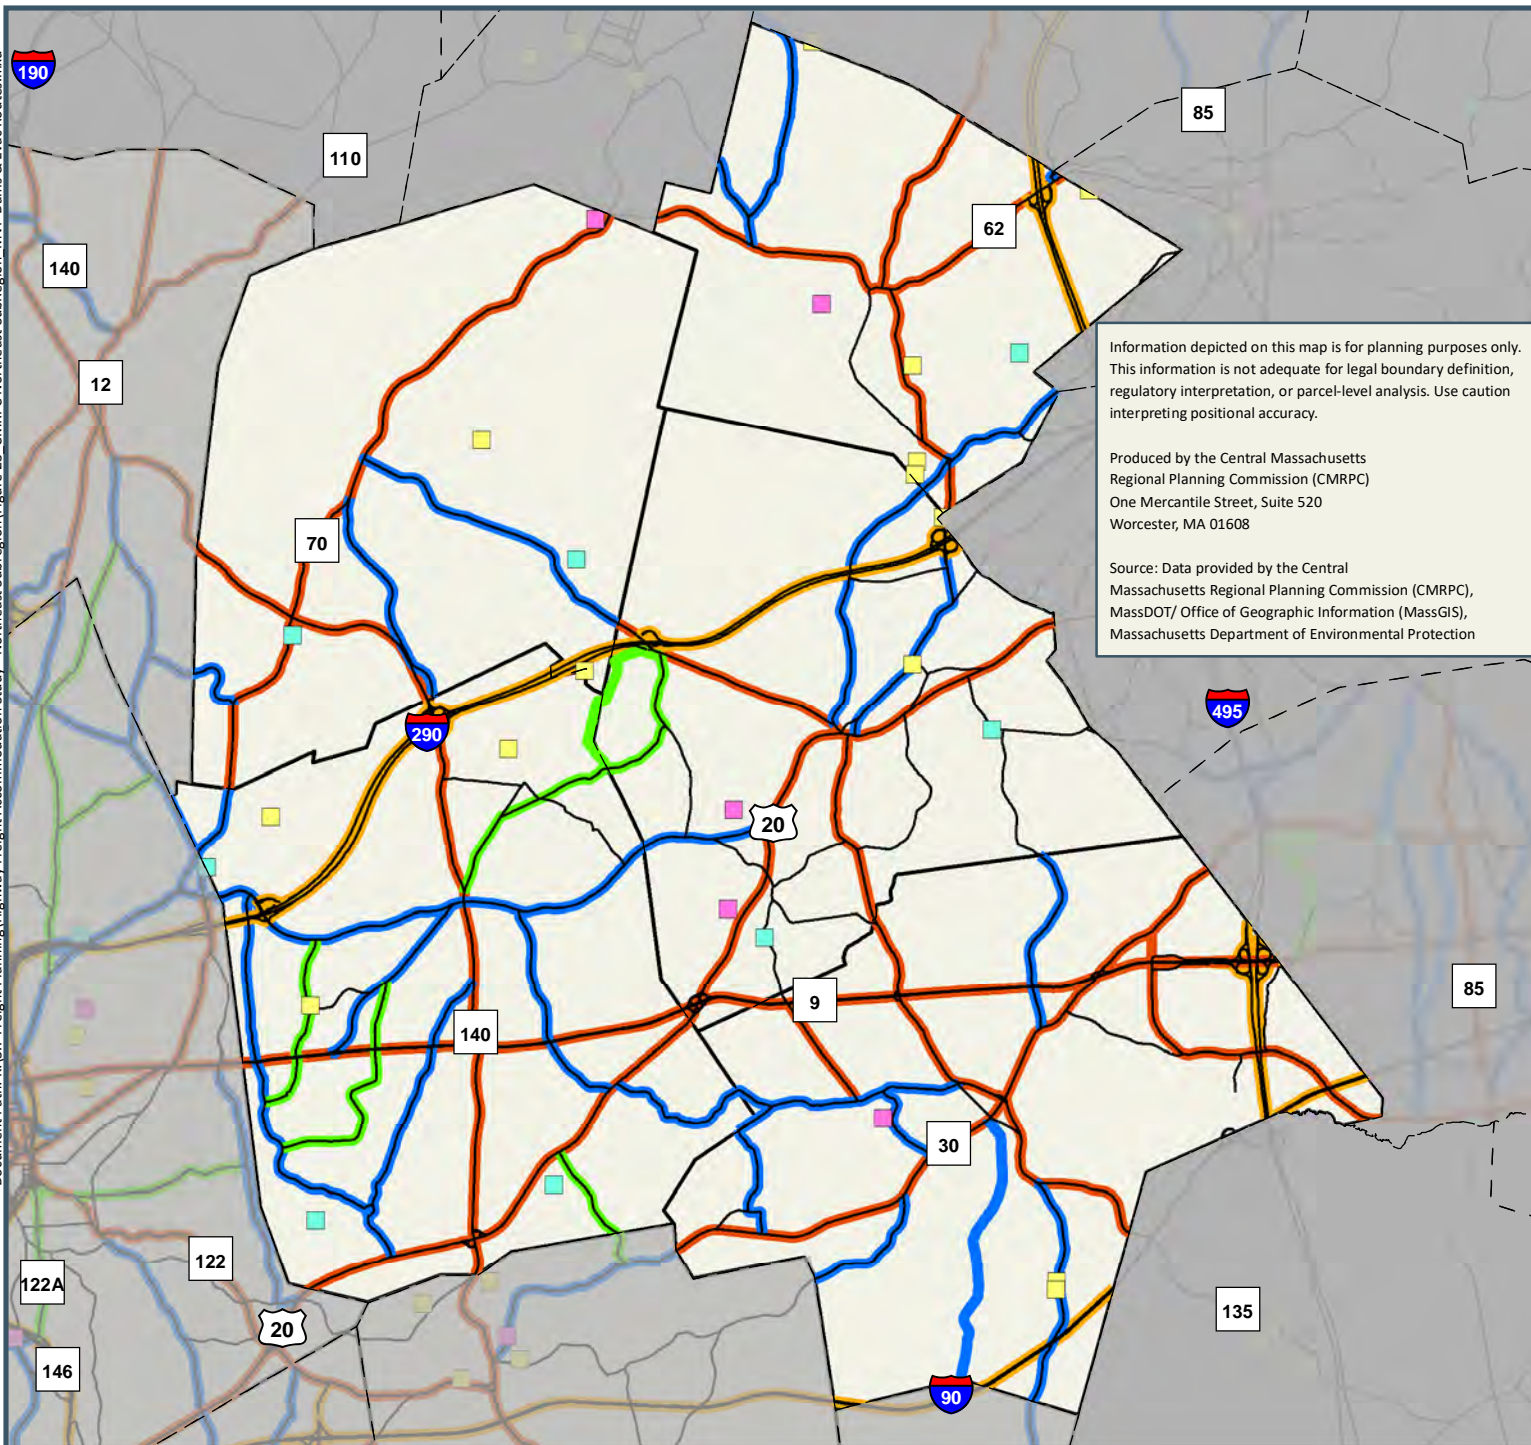 190
85
110
62
140
12
Information depicted on this map is for planning purposes only.
This information is not adequate for legal boundary definition,
regulatory interpretation, or parcel-level analysis. Use caution
interpreting positional accuracy.
Produced by the Central Massachusetts
Regional Planning Commission (CMRPC)
One Mercantile Street, Suite 520
Worcester, MA 01608
Source: Data provided by the Central
Massachusetts Regional Planning Commission (CMRPC),
MassDOT/ Office of Geographic Information (MassGIS),
Massachusetts Department of Environmental Protection
70
495
290
20
9
85
140
30
122
122A
20
135
146
90